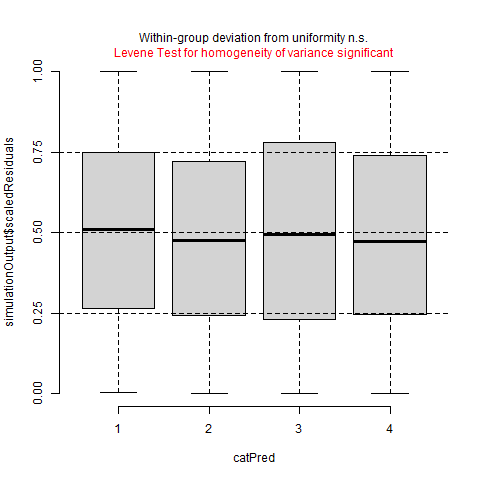 Within-group deviation from uniformity n.s.
Levene Test for homogeneity of variance significant
simulationOutput$scaledResiduals
1.00
0.75
0.50
0.25
0.00
1 2 3 4
catPred